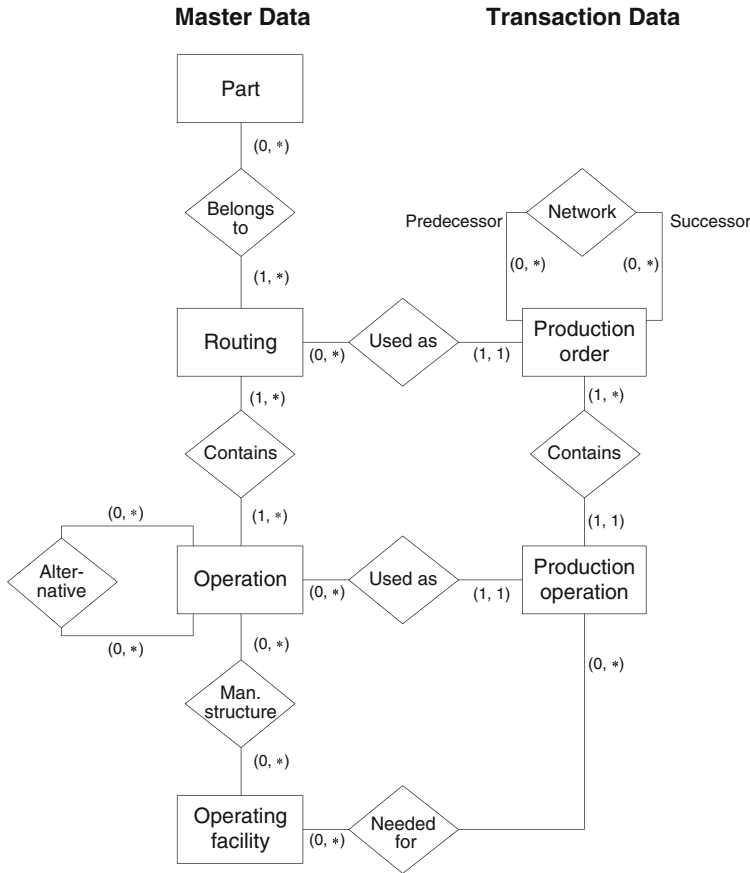 Master Data
Transaction Data
Part
(0, *)
Belongs
to
(1, *)
Network
Predecessor
Successor
(0, *)
(0, *)
Routing
(0, *)
Used as
(1, 1)
Production
order
(1, *)
(1, *)
Contains
Contains
(1, *)
(1, 1)
(0, *)
Alter-
native
(0, *)
Operation
(0, *)
Used as
(1, 1)
Production
operation
(0, *)
(0, *)
Man.
structure
(0, *)
Operating
facility
(0, *)
Needed
for